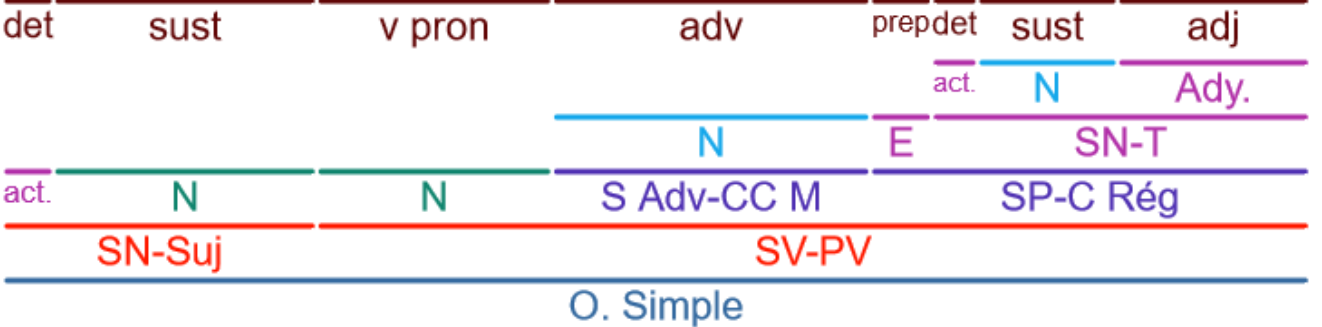 det sust v pron adv prep det sust adj
act. N Ady.
N E SN-T
act. N N S Adv-CC M SP-C Rég
SN-Suj SV-PV
O. Simple